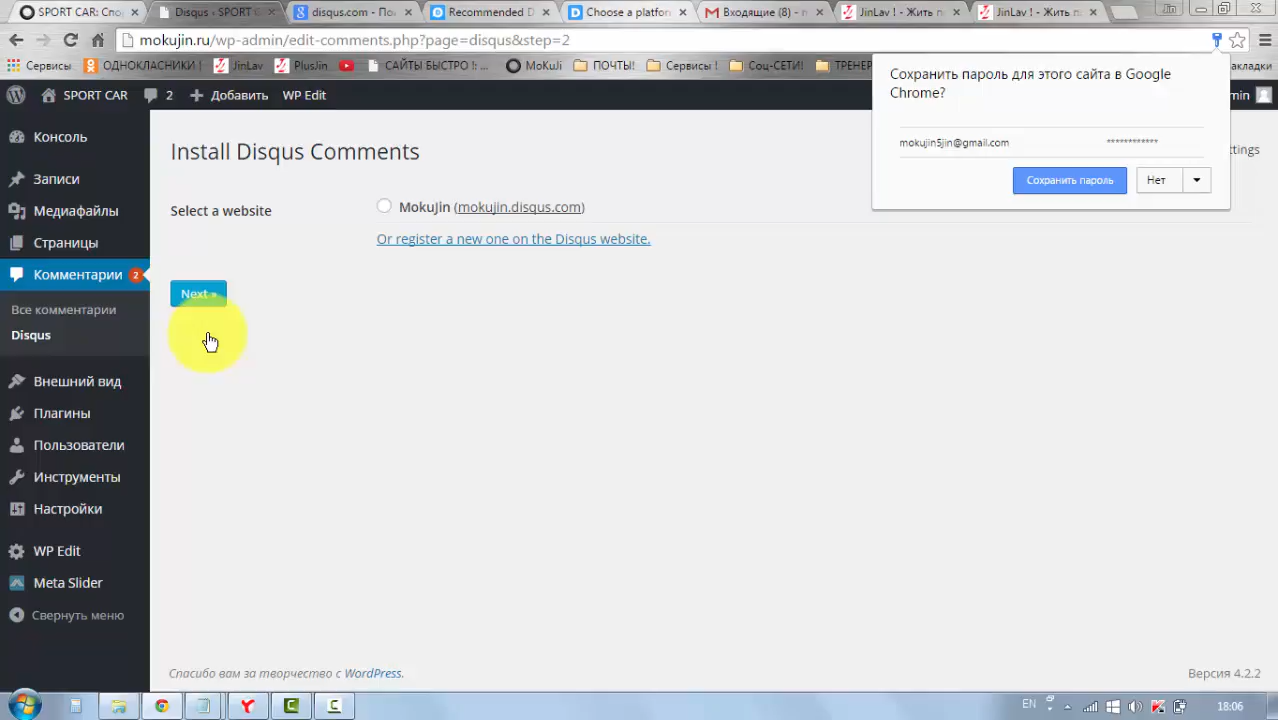 SPORT CAR: Спо
Disqus ‹ SPORT
disqus.com - По
Recommended D
Choose a platfor
Входящие (8) -
JinLav ! - Жить
JinLav ! - Жить
mokujin.ru/wp-admin/edit-comments.php?page=disqus&step=2
Сервисы
ОДНОКЛАСНИКИ !
JinLav
PlusJin
САЙТЫ БЫСТРО !:
MoKuJi
ПОЧТЫ!
Сервисы !
Соц-СЕТИ!
ТРЕНЕР
акладки
SPORT CAR
2
Добавить
WP Edit
min
Сохранить пароль для этого сайта в Google
Chrome?
mokujin5jin@gmail.com
************
Сохранить пароль
Нет
Консоль
Записи
Медиафайлы
Страницы
Комментарии 2
Все комментарии
Disqus
Внешний вид
Плагины
Пользователи
Инструменты
Настройки
WP Edit
Meta Slider
Свернуть меню
Install Disqus Comments
ttings
Select a website
MokuJin (mokujin.disqus.com)
Or register a new one on the Disqus website.
Next »
Спасибо вам за творчество с WordPress.
Версия 4.2.2
EN
18:06